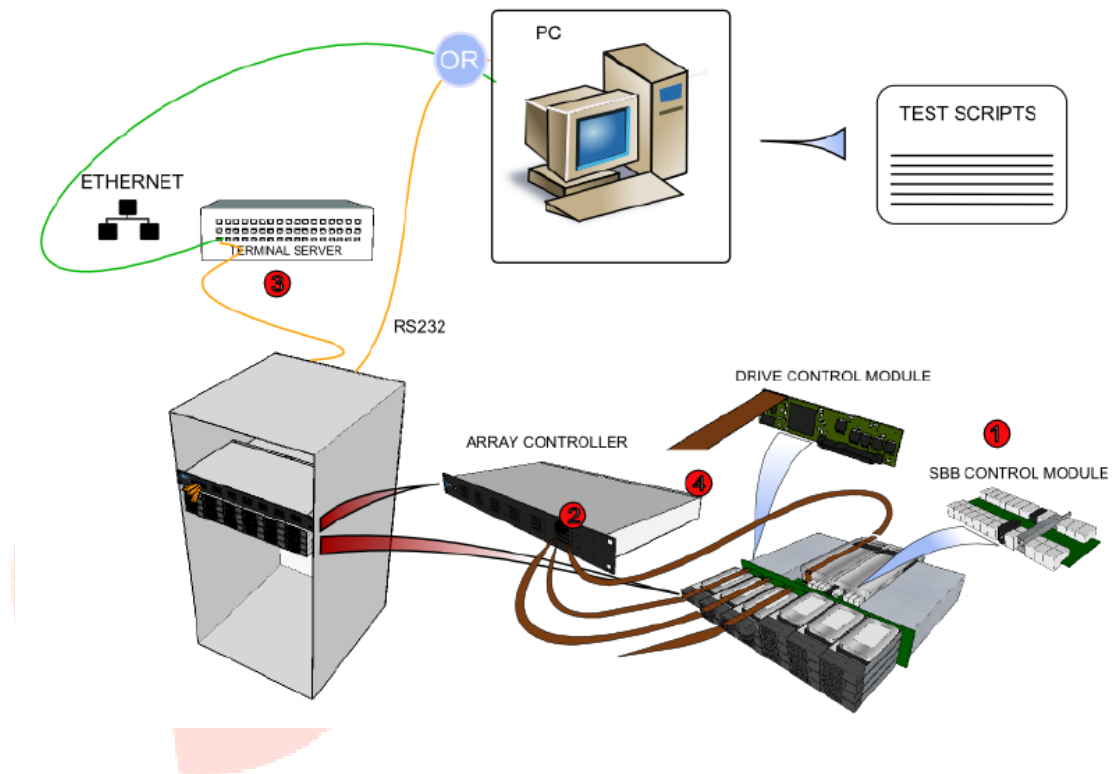 OR
PC
TEST SCRIPTS
ETHERNET
TERMINAL SERVER
3
RS232
DRIVE CONTROL MODULE
ARRAY CONTROLLER
1
SBB CONTROL MODULE
4
2